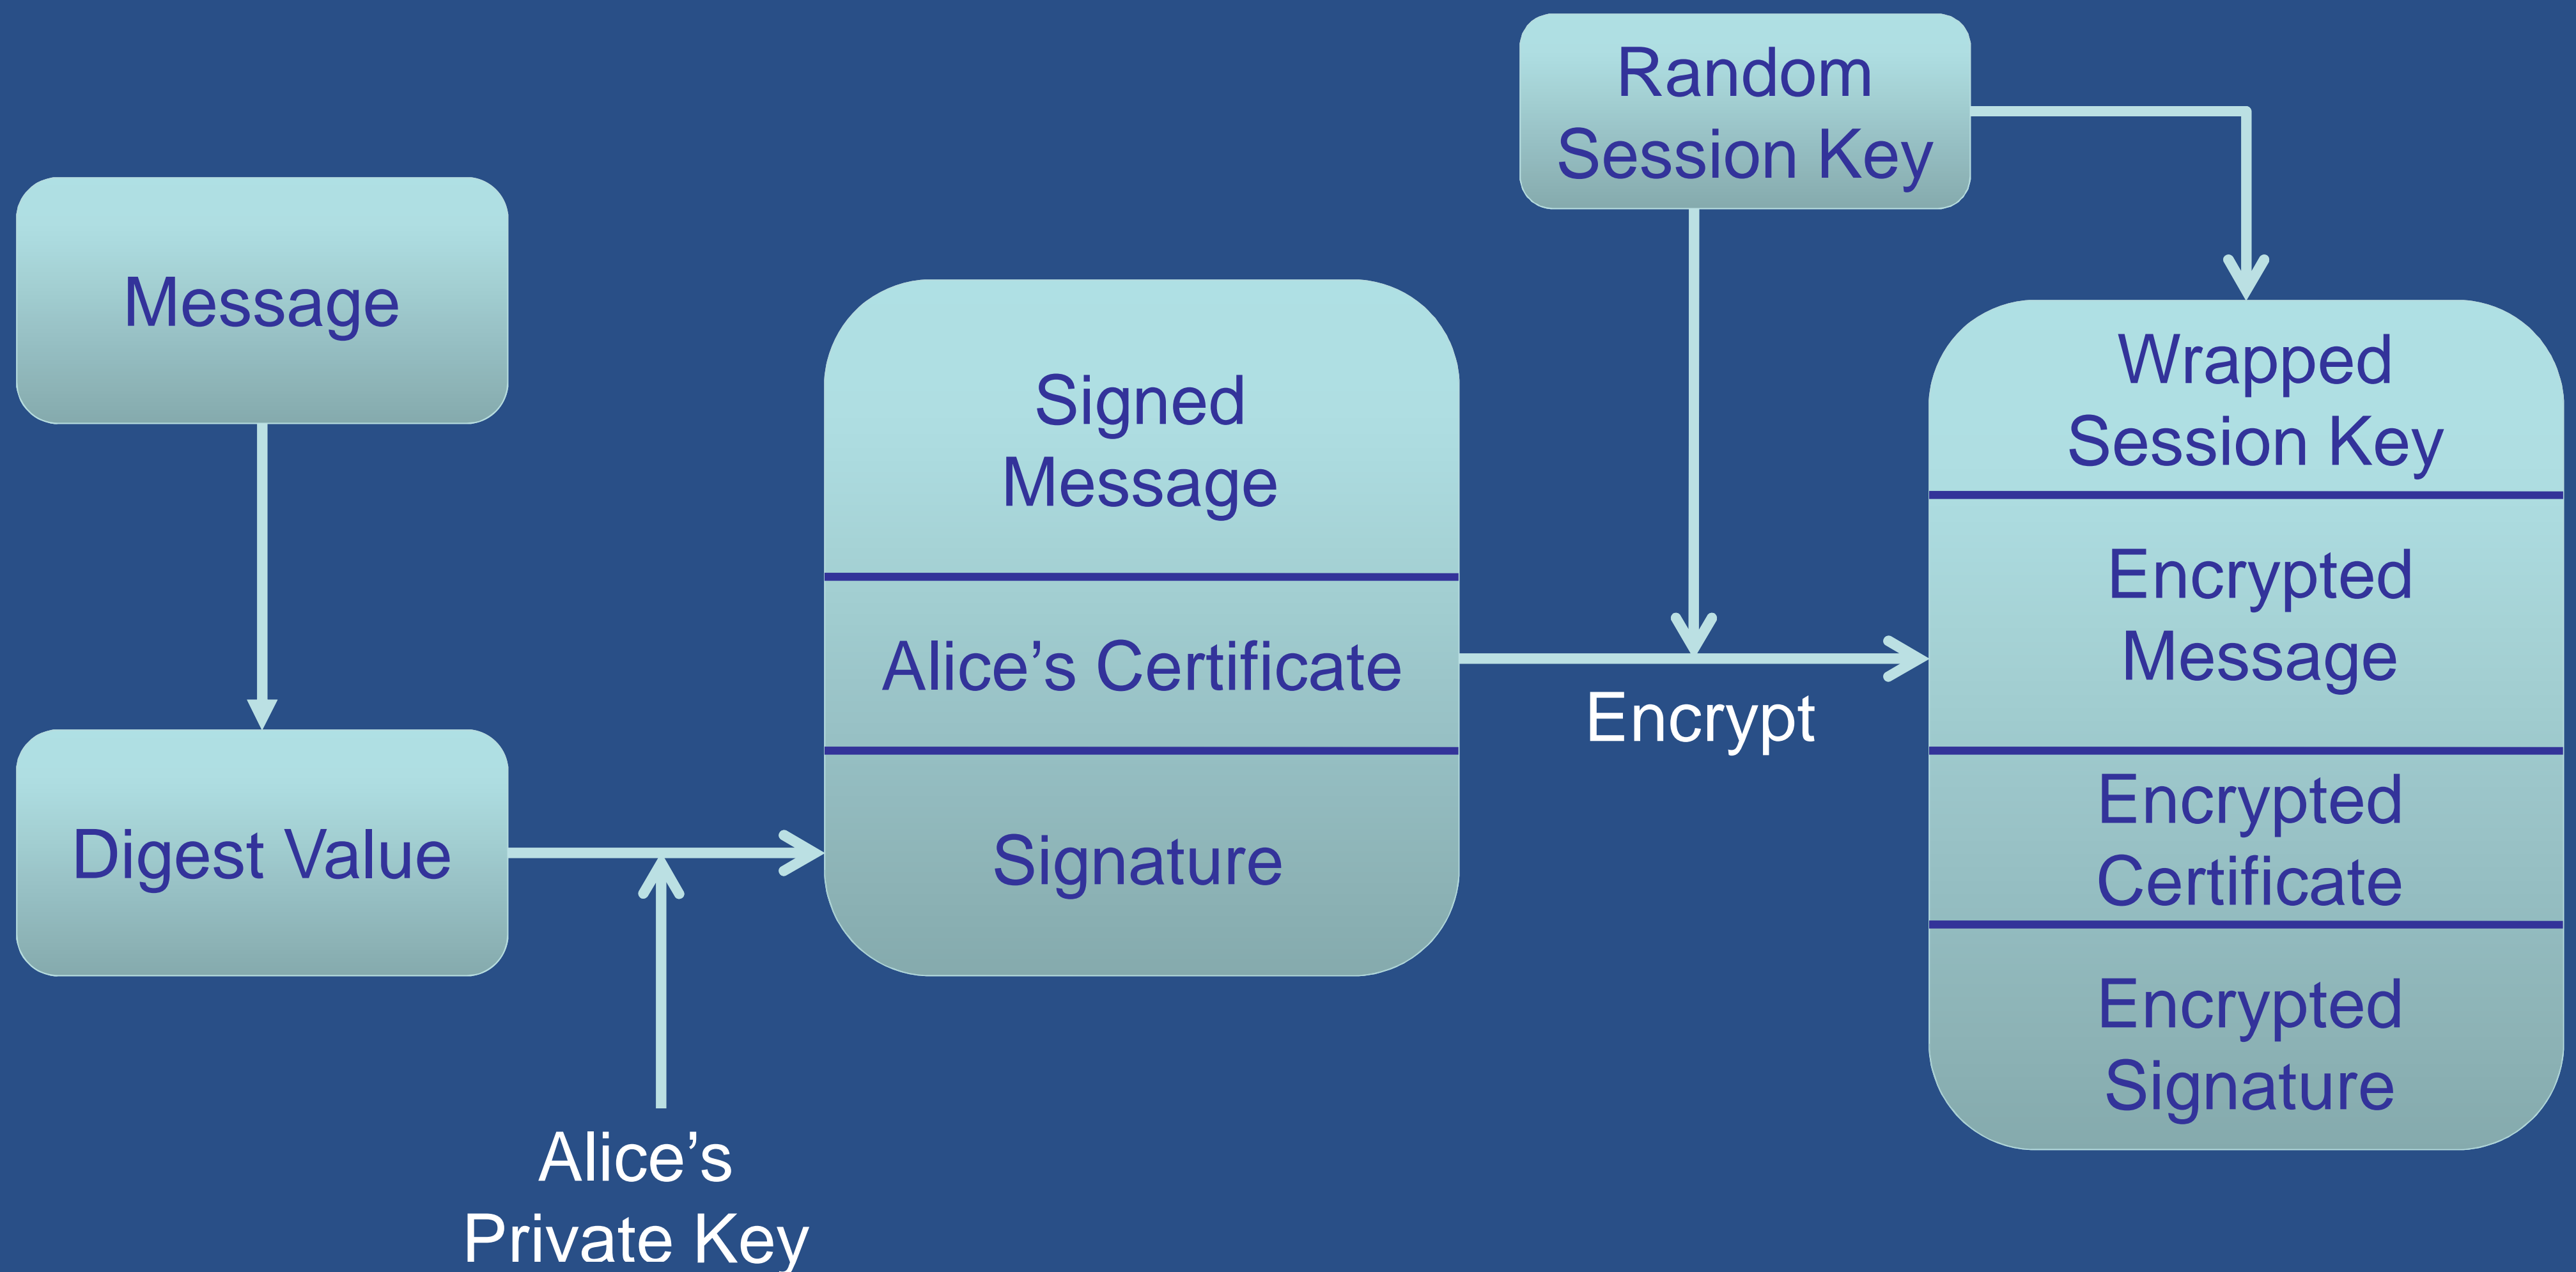 Random
Session Key
Message
Signed
Message
Alice’s Certificate
Signature
Wrapped
Session Key
Encrypted
Message
Encrypted
Certificate
Encrypted
Signature
Encrypt
Digest Value
Alice’s
Private Key